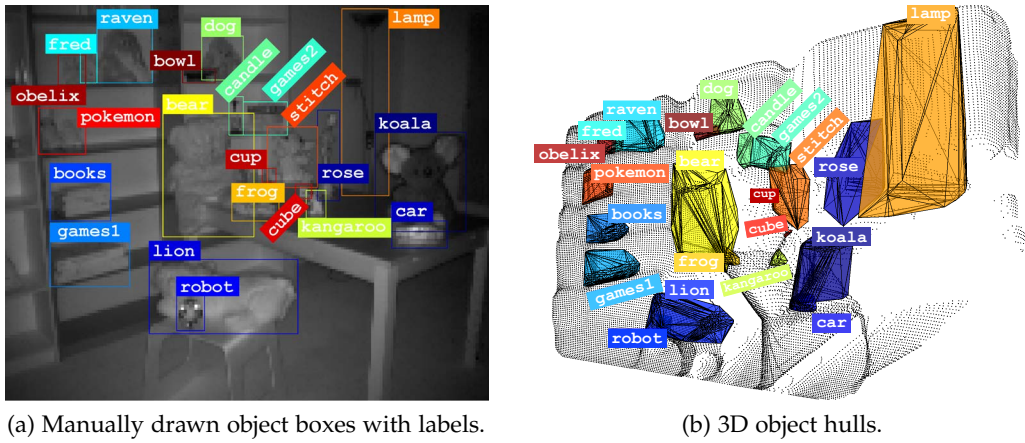 raven
dog
lamp
fred
bowl
candle
games2
stitch
obelix
pokemon
bear
koala
books
cup
frog
rose
cube
kangaroo
car
games1
lion
robot
(a) Manually drawn object boxes with labels.
lamp
raven
dog
fred
bowl
candle
games2
stitch
obelix
bear
pokemon
rose
cup
books
cube
koala
frog
kangaroo
games1
lion
car
robot
(b) 3D object hulls.